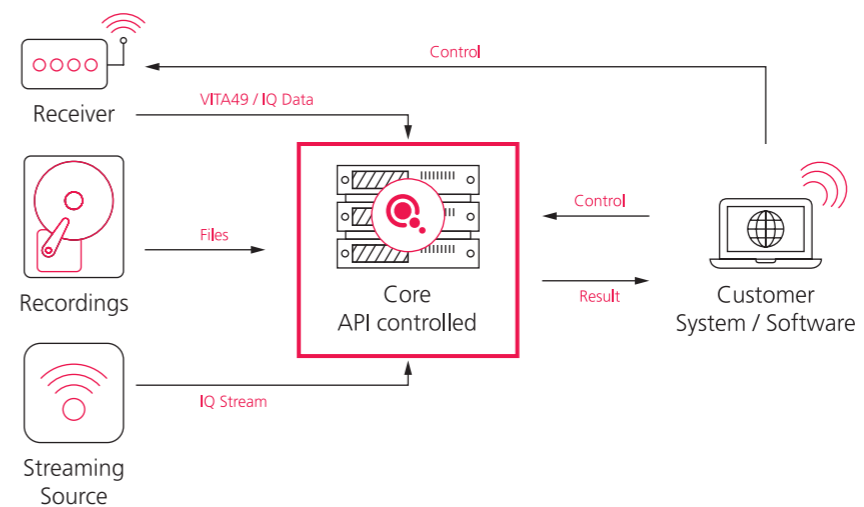 Control
Receiver
VITA49 / IQ Data
Control
Files
Recordings
Core
API controlled
Result
Customer
System / Software
IQ Stream
Streaming
Source